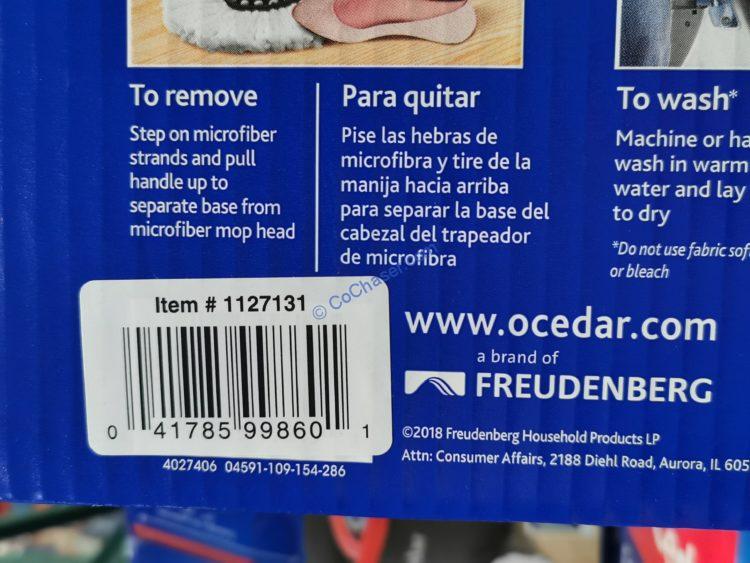 To remove
Step on microfiber
strands and pull
handle up to
separate base from
microfiber mop head
Para quitar
Pise las hebras de
microfibra y tire de la
manija hacia arriba
para separar la base del
cabezal del trapeador
de microfibra
To wash*
Machine or ha
wash in warm
water and lay
to dry
*Do not use fabric sof
or bleach
Item # 1127131
0 41785 99860 1
4027406 04591-109-154-286
www.ocedar.com
a brand of
FREUDENBERG
©2018 Freudenberg Household Products LP
Attn: Consumer Affairs, 2188 Diehl Road, Aurora, IL 605